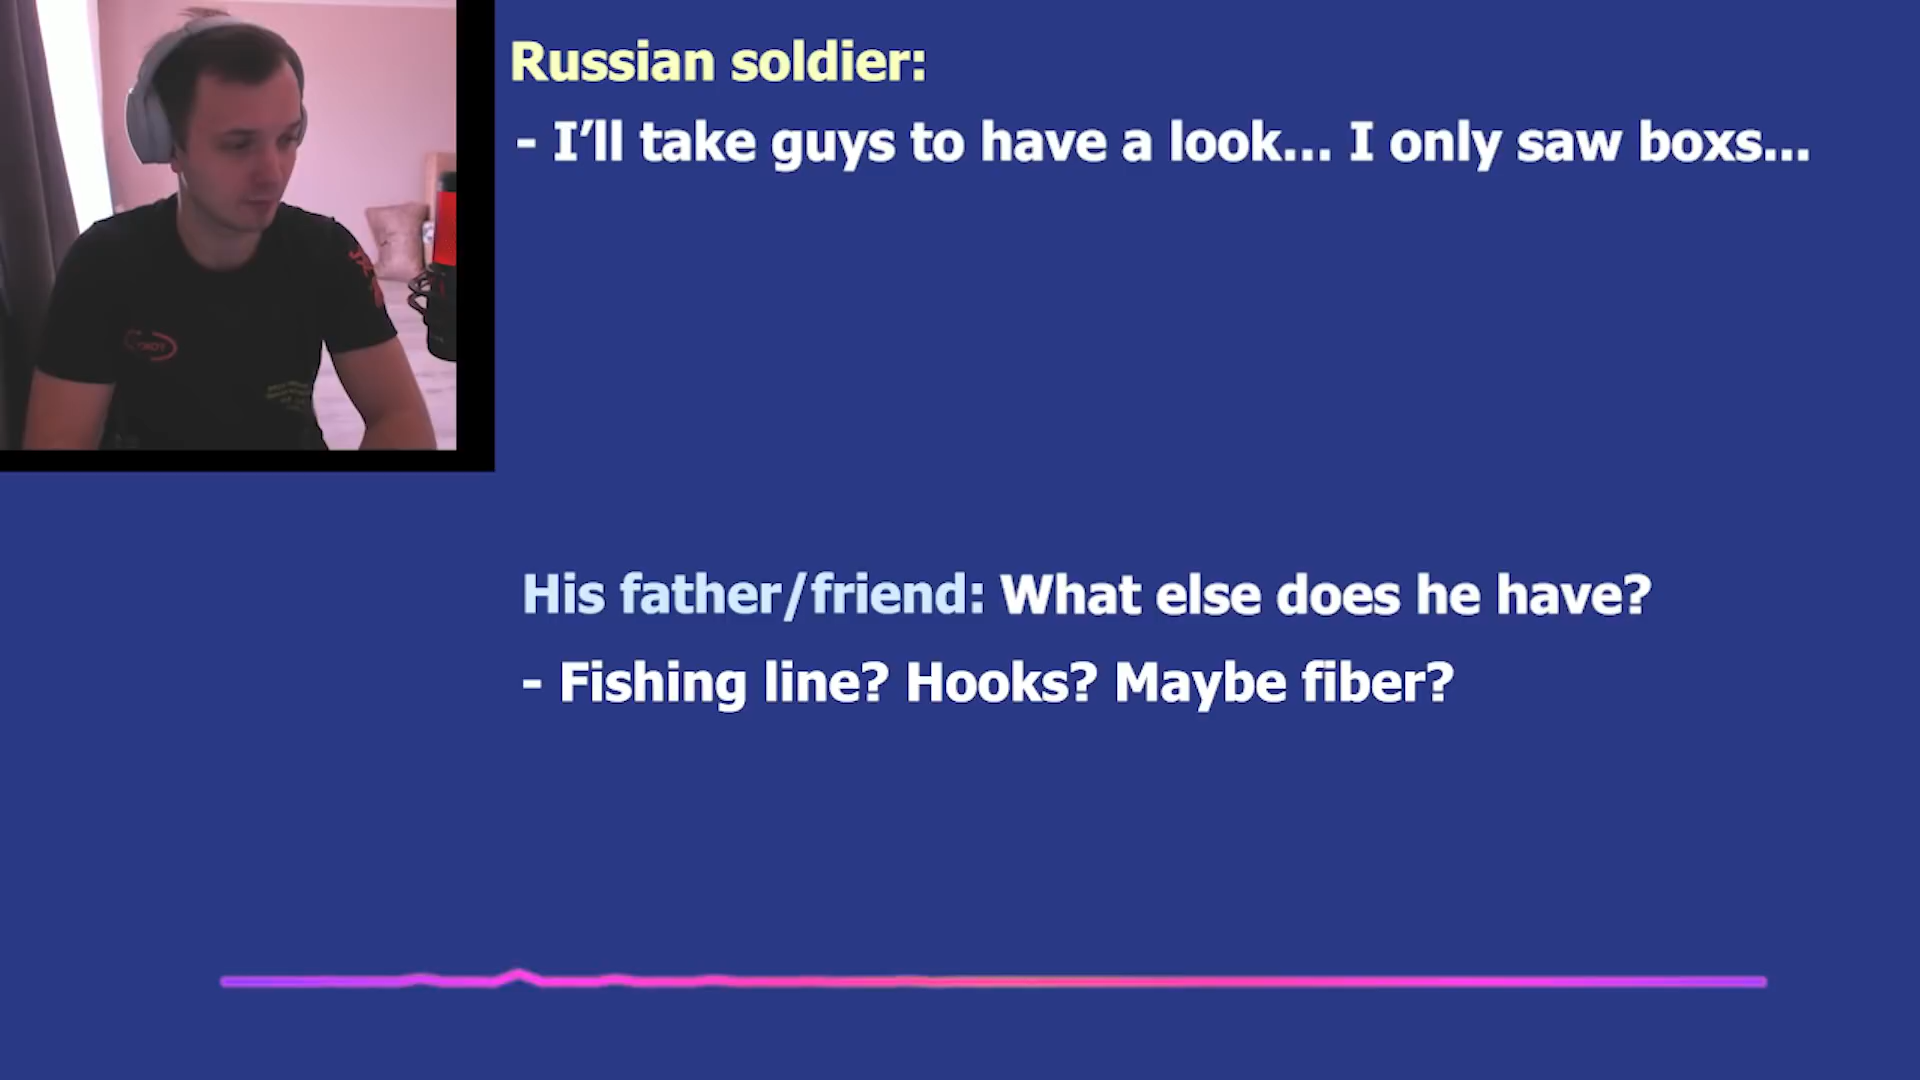 Russian soldier:
- I’ll take guys to have a look... I only saw boxs...
His father/friend: What else does he have?
- Fishing line? Hooks? Maybe fiber?